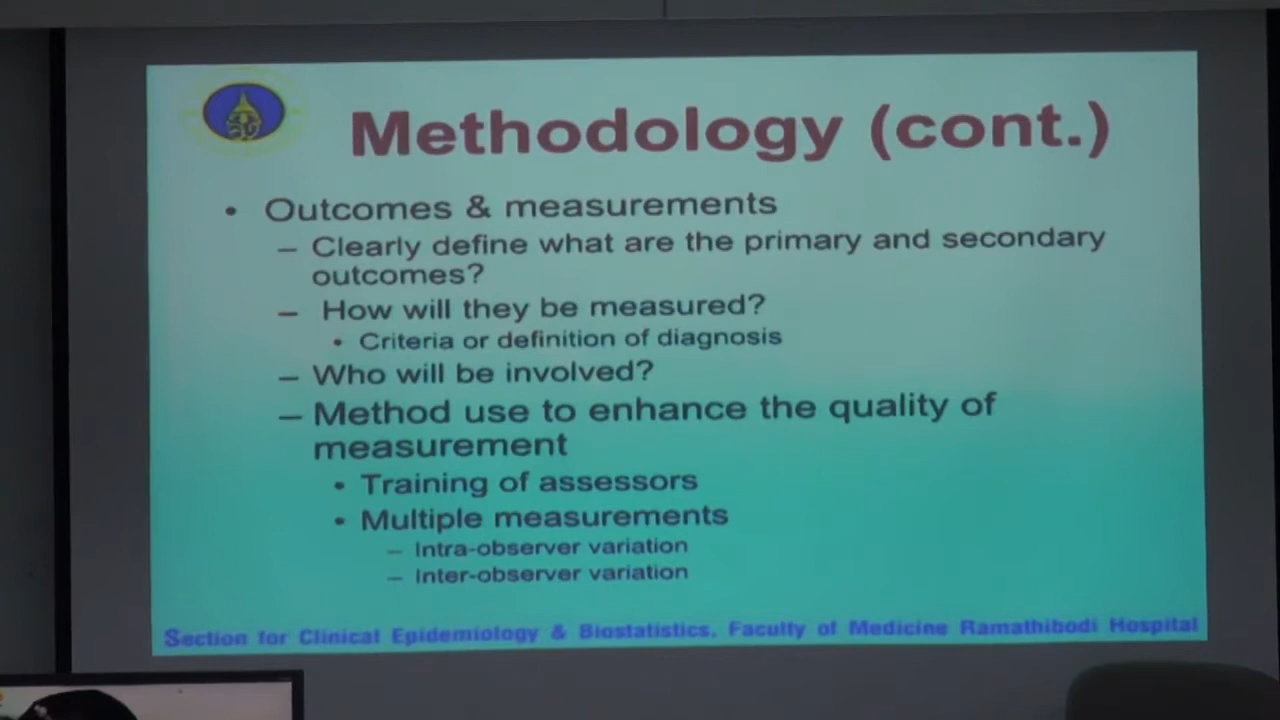 Methodology (cont.)
• Outcomes & measurements
– Clearly define what are the primary and secondary
outcomes?
– How will they be measured?
• Criteria or definition of diagnosis
– Who will be involved?
– Method use to enhance the quality of
measurement
• Training of assessors
• Multiple measurements
– Intra-observer variation
– Inter-observer variation
Section for Clinical Epidemiology & Biostatistics, Faculty of Medicine Ramathibodi Hospital